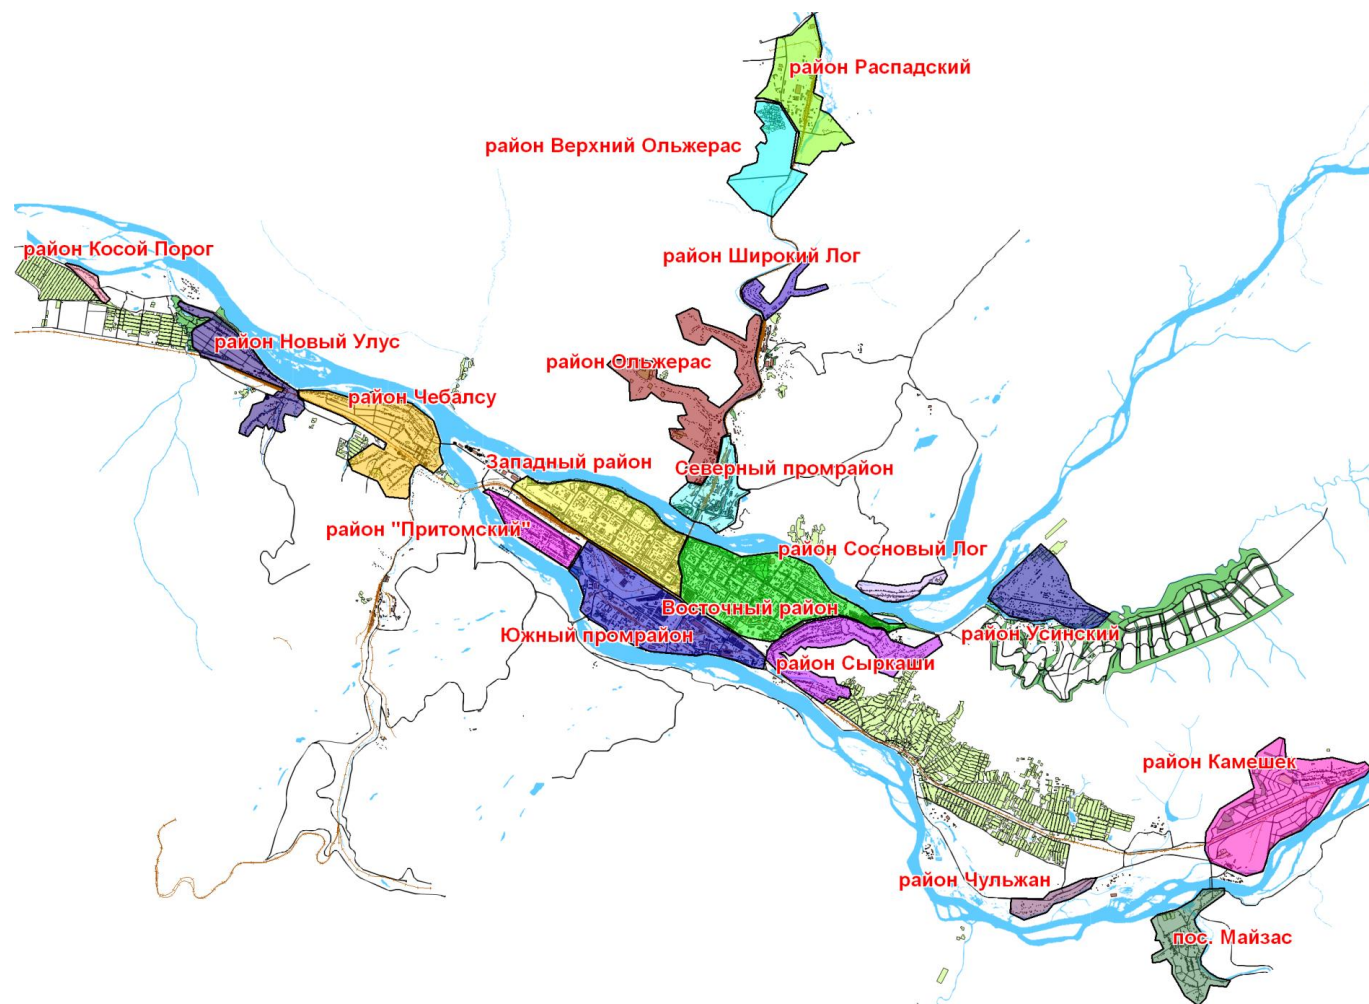 район Распадский
район Верхний Ольжерас
район Косой Порог
район Широкий Лог
район Новый Улус
район Ольжерас
район Чебалсу
Западный район
Северный промрайон
район "Притомский"
район Сосновый Лог
Восточный район
Южный промрайон
район Усинский
район Сыркаши
район Камешек
район Чульжан
пос. Майзас